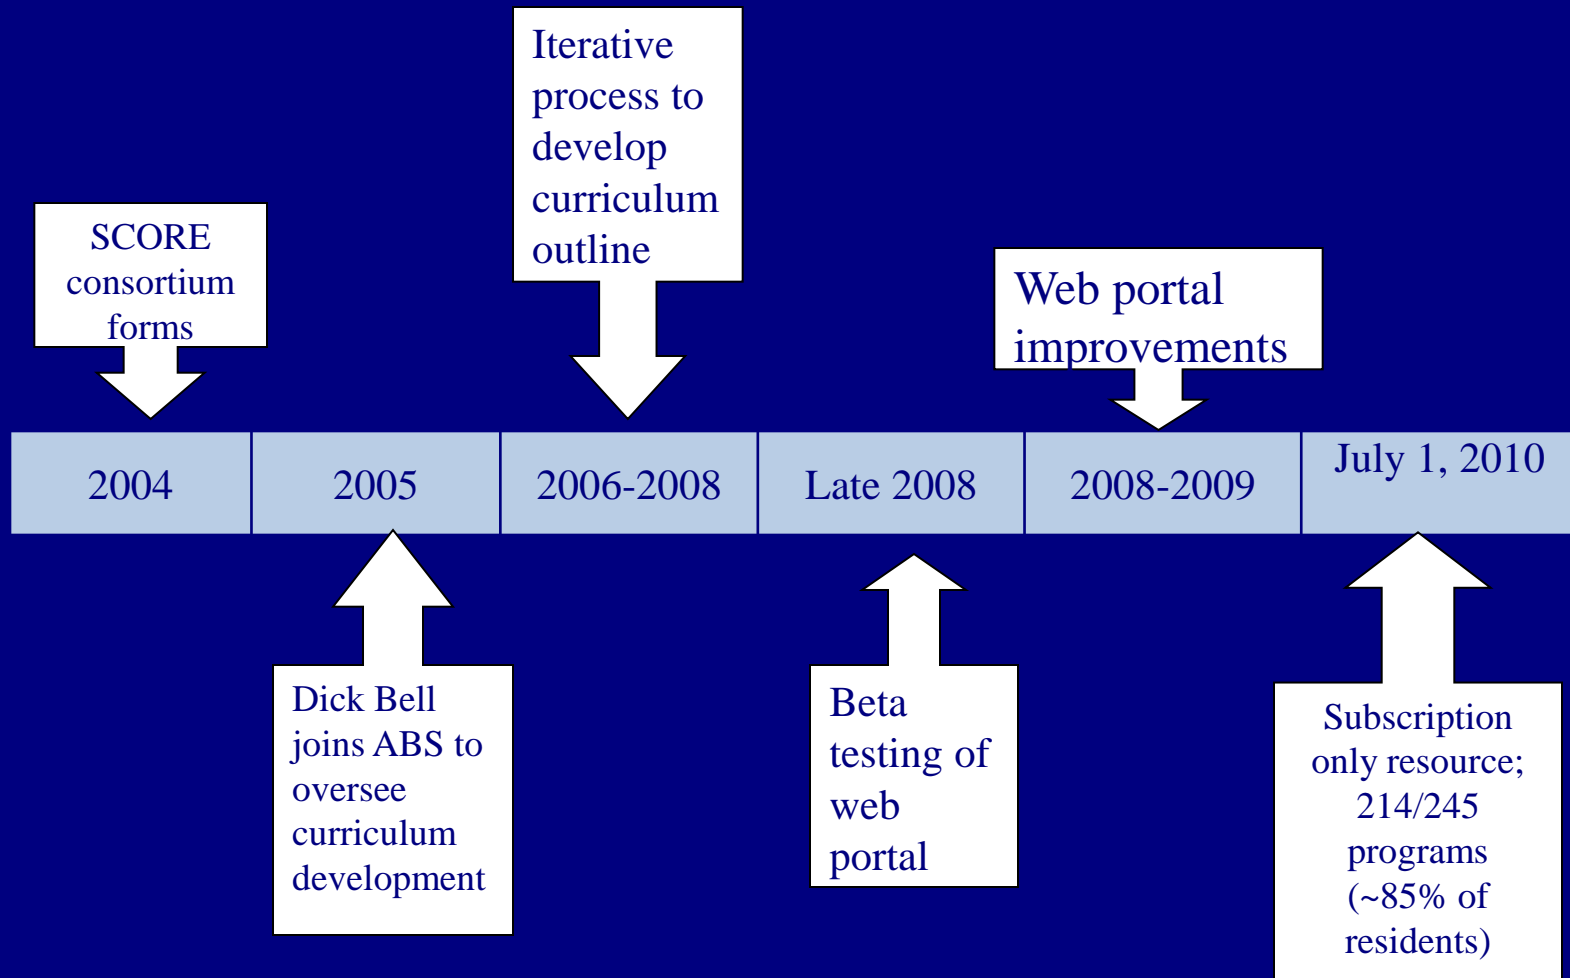 Iterative
process to
develop
curriculum
outline
SCORE
consortium
forms
Web portal
improvements
2004
2005
2006-2008
Late 2008
2008-2009
July 1, 2010
Dick Bell
joins ABS to
oversee
curriculum
development
Beta
testing of
web
portal
Subscription
only resource;
214/245
programs
(~85% of
residents)